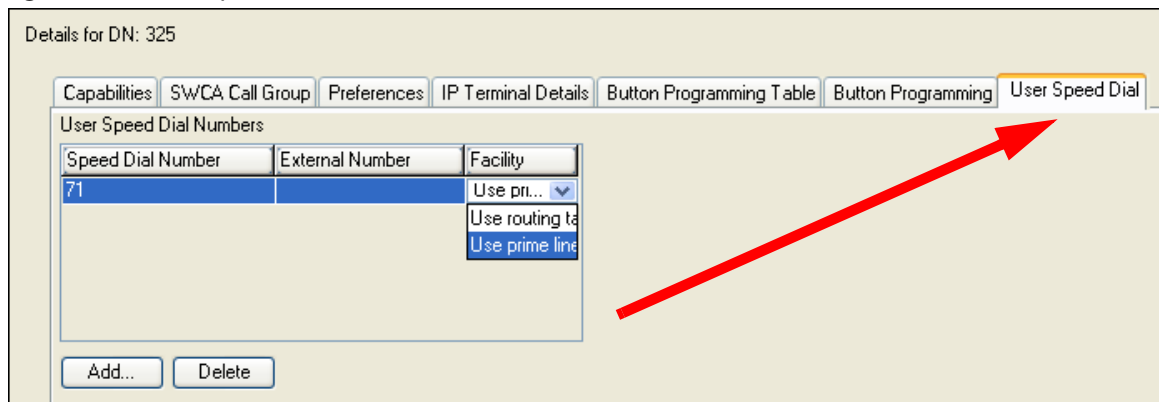 Details for DN: 325
Capabilities SWCA Call Group Preferences IP Terminal Details Button Programming Table Button Programming User Speed Dial
User Speed Dial Numbers
Speed Dial Number External Number Facility
71 Use pri...
Use routing ta
Use prime line
Add... Delete